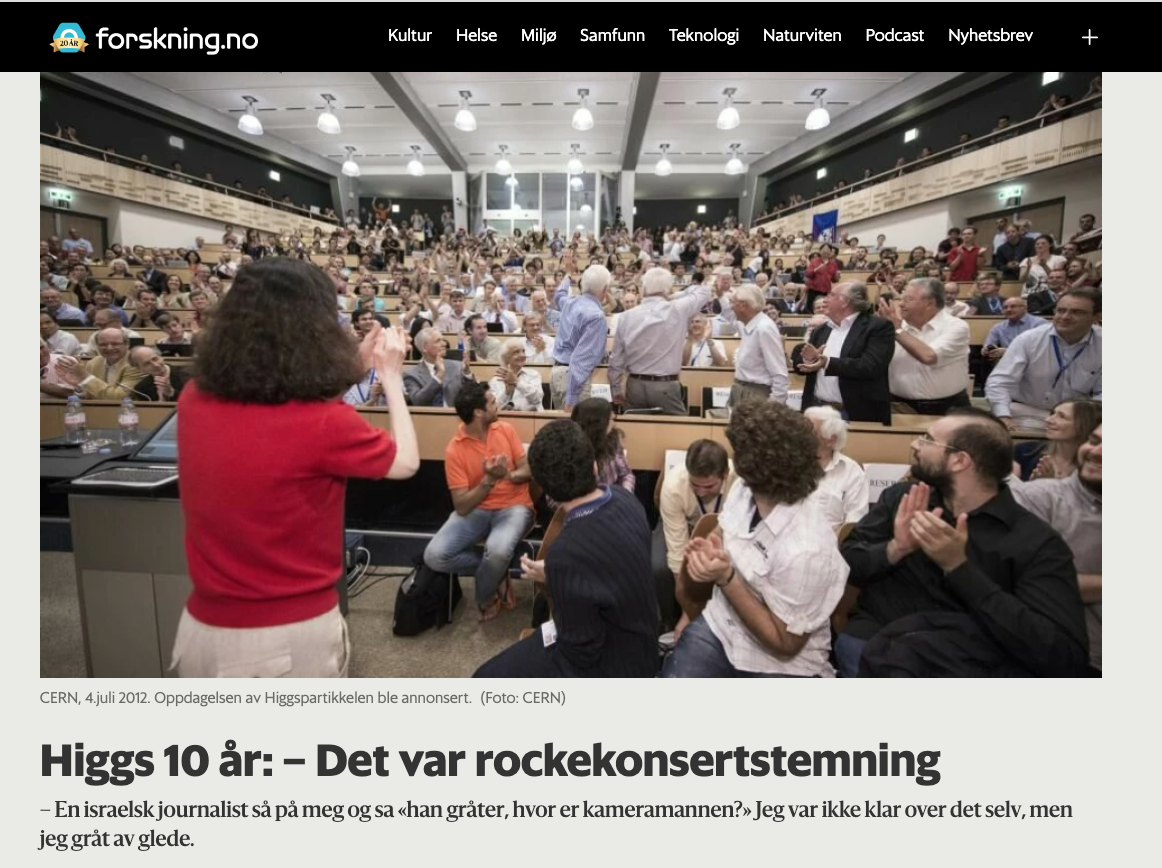 20 ÅR forskning.no Kultur Helse Miljø Samfunn Teknologi Naturviten Podcast Nyhetsbrev +
RESER
CERN, 4.juli 2012. Oppdagelsen av Higgspartikkelen ble annonsert. (Foto: CERN)
Higgs 10 år: – Det var rockekonsertstemning
– En israelsk journalist så på meg og sa «han gråter, hvor er kameramannen?» Jeg var ikke klar over det selv, men
jeg gråt av glede.